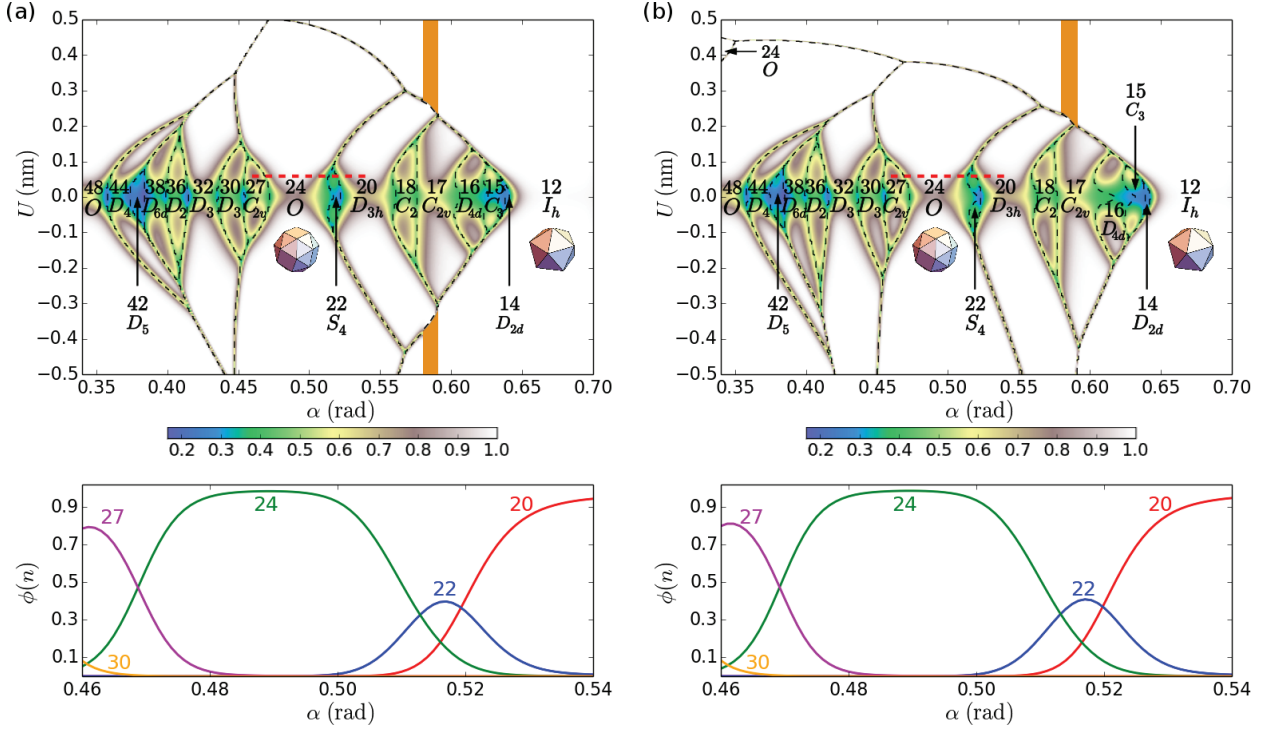 (a)
0.5
0.4
0.3
0.2
0.1
0.0
−0.1
−0.2
−0.3
−0.4
−0.5
U (nm)
48 44 38 36 32 30 27 24 20 18 17 16 15 12
O D4 D6d D2 D3 D3 C2v O D3h C2 C2v D4d C3 Ih
42
D5
22
S4
14
D2d
0.35 0.40 0.45 0.50 0.55 0.60 0.65 0.70
α (rad)
0.2 0.3 0.4 0.5 0.6 0.7 0.8 0.9 1.0
0.9
0.7
0.5
0.3
0.1
ϕ(n)
27
24
20
22
30
0.46 0.48 0.50 0.52 0.54
α (rad)
(b)
0.5
0.4
0.3
0.2
0.1
0.0
−0.1
−0.2
−0.3
−0.4
−0.5
U (nm)
24
O
15
C3
48 44 38 36 32 30 27 24 20 18 17 12
O D4 D6d D2 D3 D3 C2v O D3h C2 C2v Ih
16
D4d
42
D5
22
S4
14
D2d
0.35 0.40 0.45 0.50 0.55 0.60 0.65 0.70
α (rad)
0.2 0.3 0.4 0.5 0.6 0.7 0.8 0.9 1.0
0.9
0.7
0.5
0.3
0.1
ϕ(n)
27
24
20
22
30
0.46 0.48 0.50 0.52 0.54
α (rad)